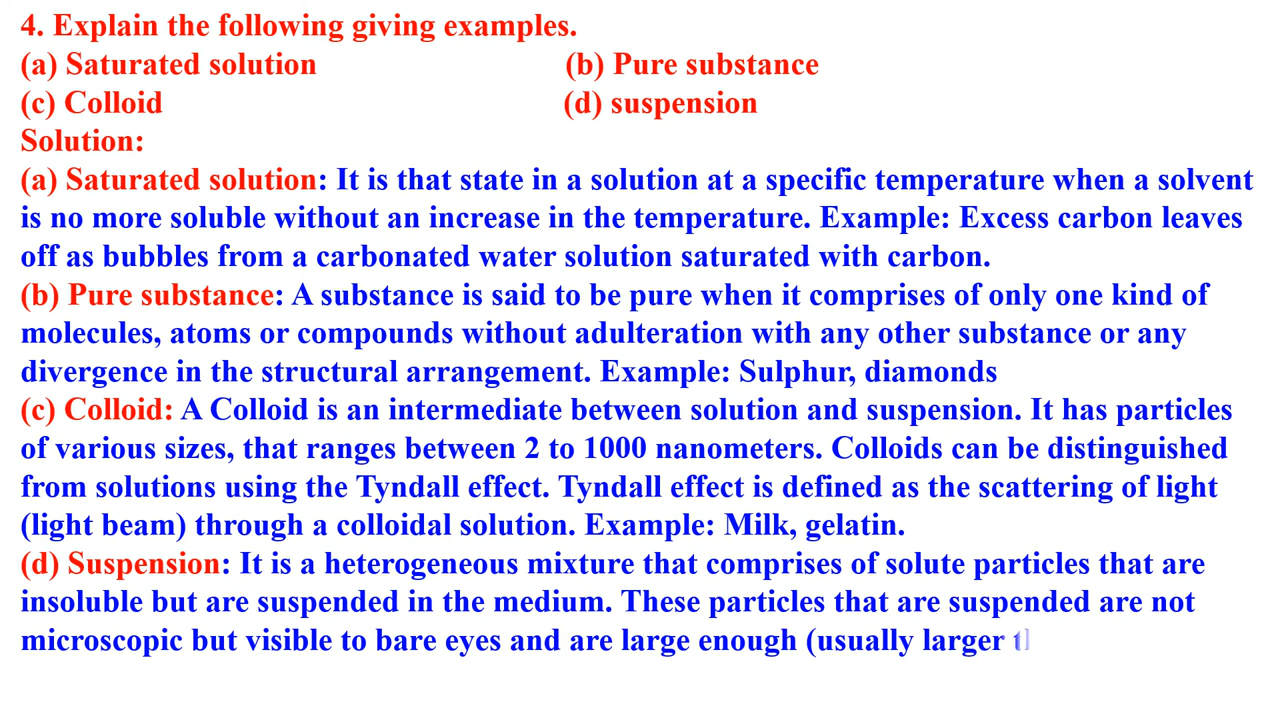 4. Explain the following giving examples.
(a) Saturated solution (b) Pure substance
(c) Colloid (d) suspension
Solution:
(a) Saturated solution: It is that state in a solution at a specific temperature when a solvent
is no more soluble without an increase in the temperature. Example: Excess carbon leaves
off as bubbles from a carbonated water solution saturated with carbon.
(b) Pure substance: A substance is said to be pure when it comprises of only one kind of
molecules, atoms or compounds without adulteration with any other substance or any
divergence in the structural arrangement. Example: Sulphur, diamonds
(c) Colloid: A Colloid is an intermediate between solution and suspension. It has particles
of various sizes, that ranges between 2 to 1000 nanometers. Colloids can be distinguished
from solutions using the Tyndall effect. Tyndall effect is defined as the scattering of light
(light beam) through a colloidal solution. Example: Milk, gelatin.
(d) Suspension: It is a heterogeneous mixture that comprises of solute particles that are
insoluble but are suspended in the medium. These particles that are suspended are not
microscopic but visible to bare eyes and are large enough (usually larger